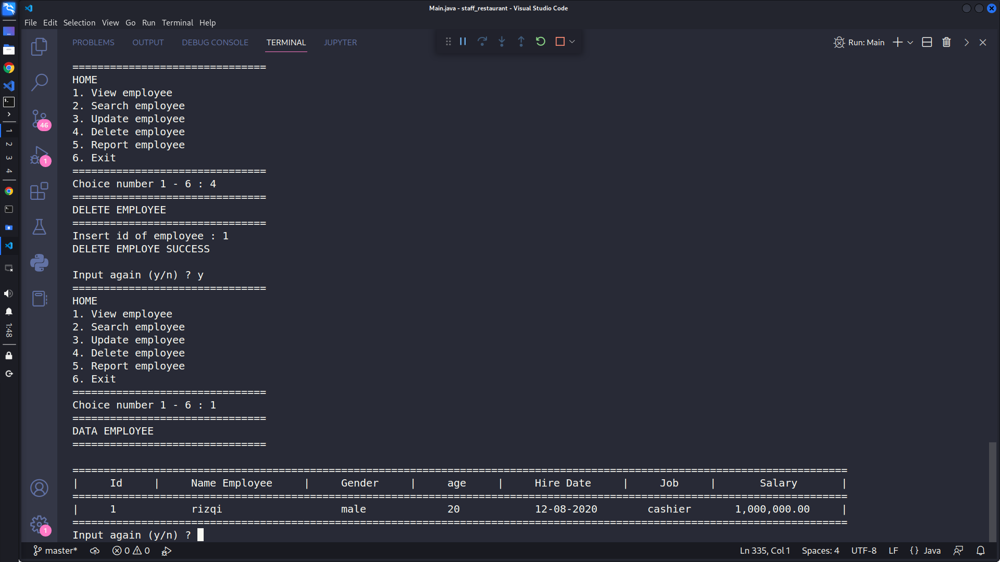 Main.java - staff_restaurant - Visual Studio Code
File Edit Selection View Go Run Terminal Help
PROBLEMS OUTPUT DEBUG CONSOLE TERMINAL JUPYTER
Run: Main
===============================
HOME
1. View employee
2. Search employee
3. Update employee
4. Delete employee
5. Report employee
6. Exit
===============================
Choice number 1 - 6 : 4
===============================
DELETE EMPLOYEE
===============================
Insert id of employee : 1
DELETE EMPLOYE SUCCESS
Input again (y/n) ? y
===============================
HOME
1. View employee
2. Search employee
3. Update employee
4. Delete employee
5. Report employee
6. Exit
===============================
Choice number 1 - 6 : 1
===============================
DATA EMPLOYEE
===============================
============================================================================================================================
| Id | Name Employee | Gender | age | Hire Date | Job | Salary |
============================================================================================================================
| 1 rizqi male 20 12-08-2020 cashier 1,000,000.00 |
============================================================================================================================
Input again (y/n) ?
46
1
1
1
2
3
4
1:48
master* 0 0 Ln 335, Col 1 Spaces: 4 UTF-8 LF {} Java